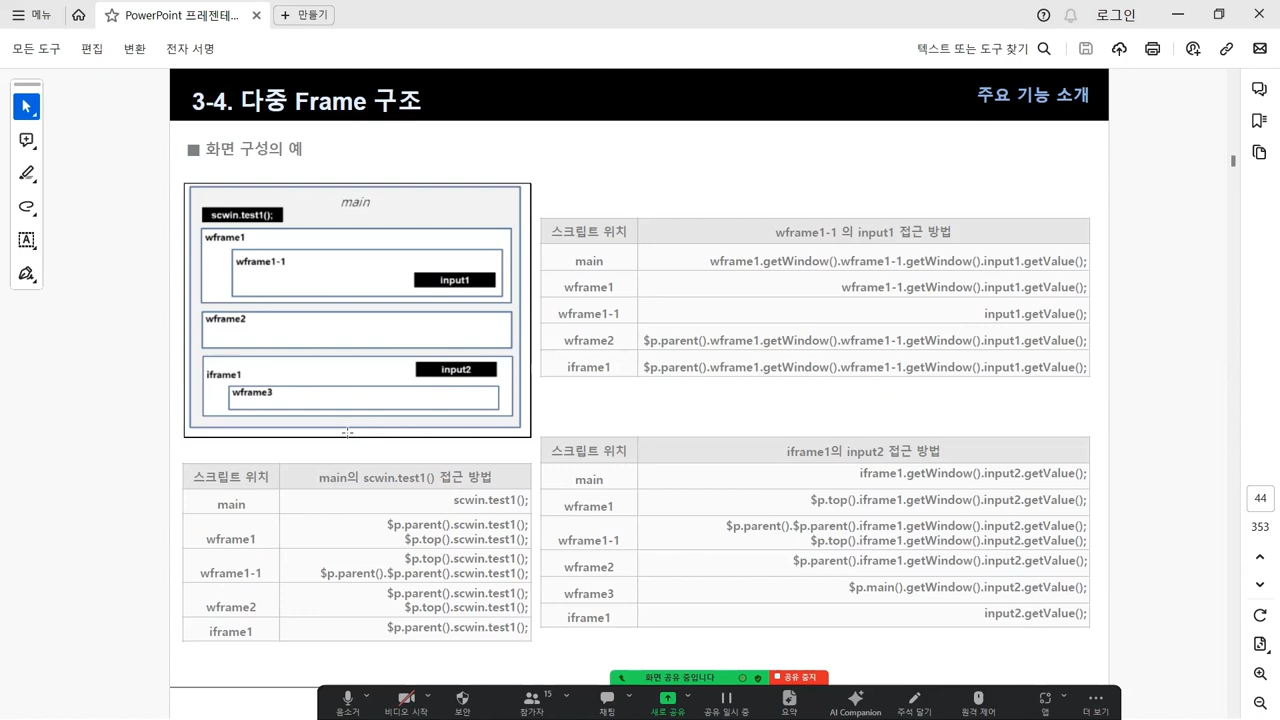 메뉴
PowerPoint 프레젠테...
만들기
로그인
모든 도구
편집
변환
전자 서명
텍스트 또는 도구 찾기
3-4. 다중 Frame 구조
주요 기능 소개
■ 화면 구성의 예
main
scwin.test1();
wframe1
wframe1-1
input1
wframe2
iframe1
input2
wframe3
스크립트 위치 wframe1-1 의 input1 접근 방법
main wframe1.getWindow().wframe1-1.getWindow().input1.getValue();
wframe1 wframe1-1.getWindow().input1.getValue();
wframe1-1 input1.getValue();
wframe2 $p.parent().wframe1.getWindow().wframe1-1.getWindow().input1.getValue();
iframe1 $p.parent().wframe1.getWindow().wframe1-1.getWindow().input1.getValue();
스크립트 위치 main의 scwin.test1() 접근 방법
main scwin.test1();
wframe1 $p.parent().scwin.test1();
$p.top().scwin.test1();
wframe1-1 $p.top().scwin.test1();
$p.parent().$p.parent().scwin.test1();
wframe2 $p.parent().scwin.test1();
$p.top().scwin.test1();
iframe1 $p.parent().scwin.test1();
스크립트 위치 iframe1의 input2 접근 방법
main iframe1.getWindow().input2.getValue();
wframe1 $p.top().iframe1.getWindow().input2.getValue();
wframe1-1 $p.parent().$p.parent().iframe1.getWindow().input2.getValue();
$p.top().iframe1.getWindow().input2.getValue();
wframe2 $p.parent().iframe1.getWindow().input2.getValue();
wframe3 $p.main().getWindow().input2.getValue();
iframe1 input2.getValue();
44
353
화면 공유 중입니다
공유 중지
음소거
비디오 시작
보안
15
참가자
채팅
새로 공유
공유 일시 중
요약
AI Companion
주석 달기
원격 제어
앱
더 보기